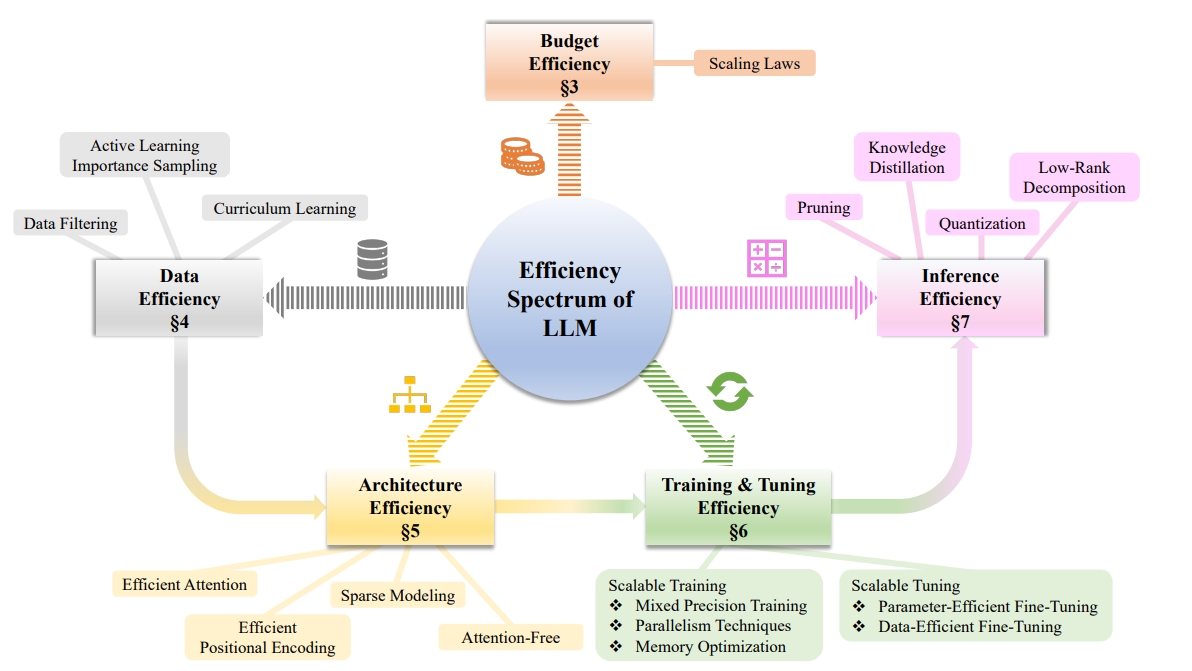 Budget
Efficiency
§3
Scaling Laws
Active Learning
Importance Sampling
Data Filtering
Curriculum Learning
Data
Efficiency
§4
Efficiency
Spectrum of
LLM
Knowledge
Distillation
Low-Rank
Decomposition
Pruning
Quantization
Inference
Efficiency
§7
Architecture
Efficiency
§5
Efficient Attention
Efficient
Positional Encoding
Sparse Modeling
Attention-Free
Training & Tuning
Efficiency
§6
Scalable Training
❖ Mixed Precision Training
❖ Parallelism Techniques
❖ Memory Optimization
Scalable Tuning
❖ Parameter-Efficient Fine-Tuning
❖ Data-Efficient Fine-Tuning